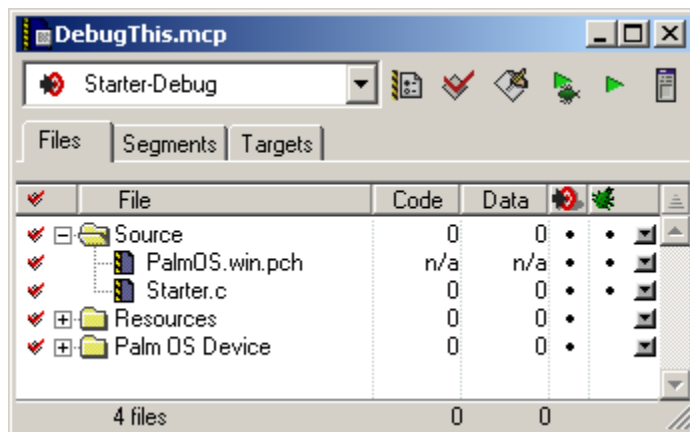 DebugThis.mcp
Starter-Debug
Files Segments Targets
File Code Data
Source 0 0
PalmOS.win.pch n/a n/a
Starter.c 0 0
Resources 0 0
Palm OS Device 0 0
4 files 0 0